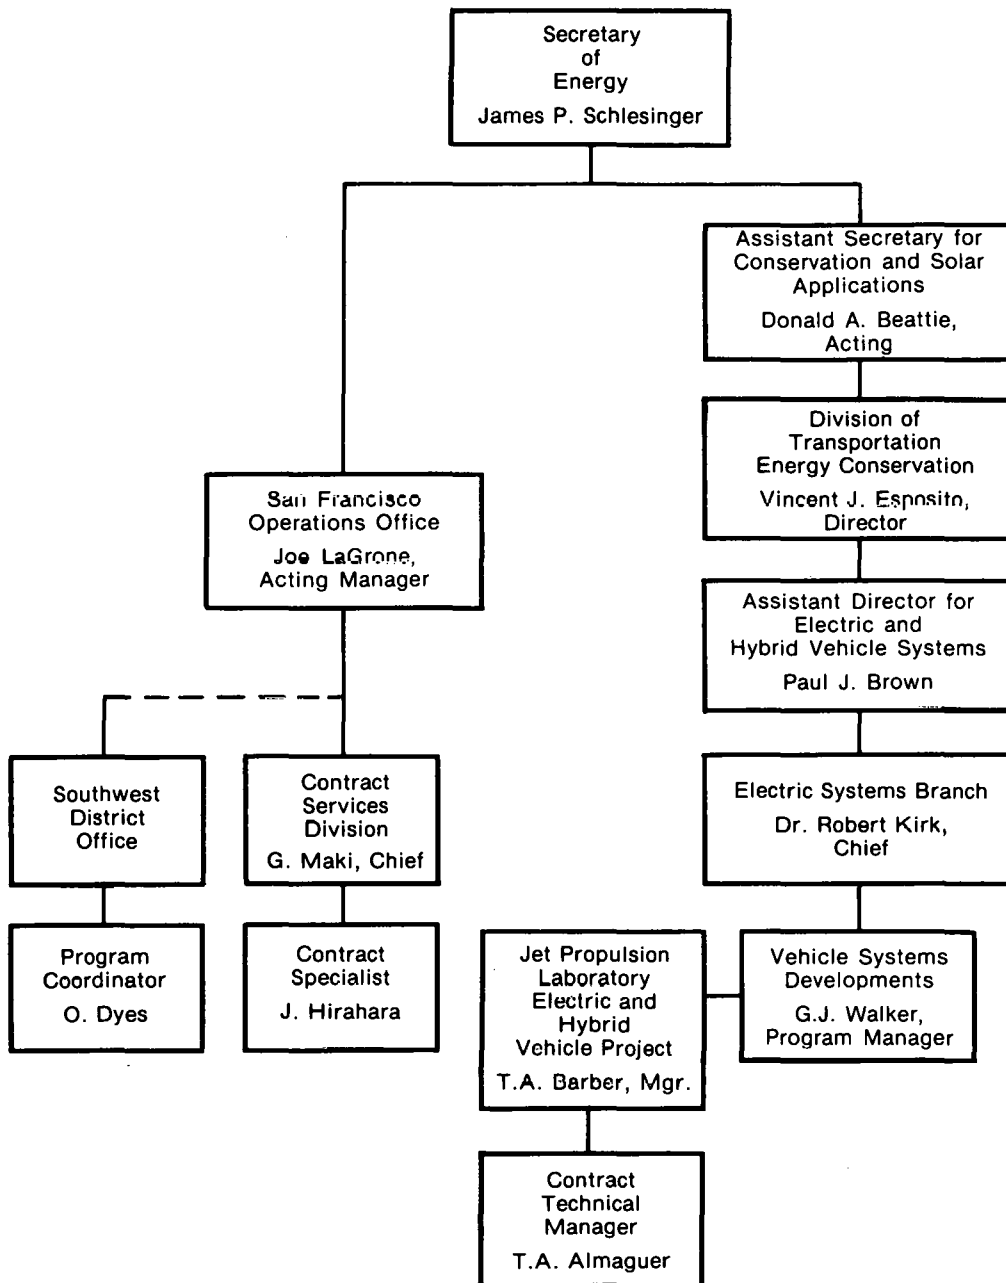 Secretary
of
Energy
James P. Schlesinger
Assistant Secretary for
Conservation and Solar
Applications
Donald A. Beattie,
Acting
Division of
Transportation
Energy Conservation
Vincent J. Esposito,
Director
San Francisco
Operations Office
Joe LaGrone,
Acting Manager
Assistant Director for
Electric and
Hybrid Vehicle Systems
Paul J. Brown
Southwest
District
Office
Contract
Services
Division
G. Maki, Chief
Electric Systems Branch
Dr. Robert Kirk,
Chief
Program
Coordinator
O. Dyes
Contract
Specialist
J. Hirahara
Jet Propulsion
Laboratory
Electric and
Hybrid
Vehicle Project
T.A. Barber, Mgr.
Vehicle Systems
Developments
G.J. Walker,
Program Manager
Contract
Technical
Manager
T.A. Almaguer